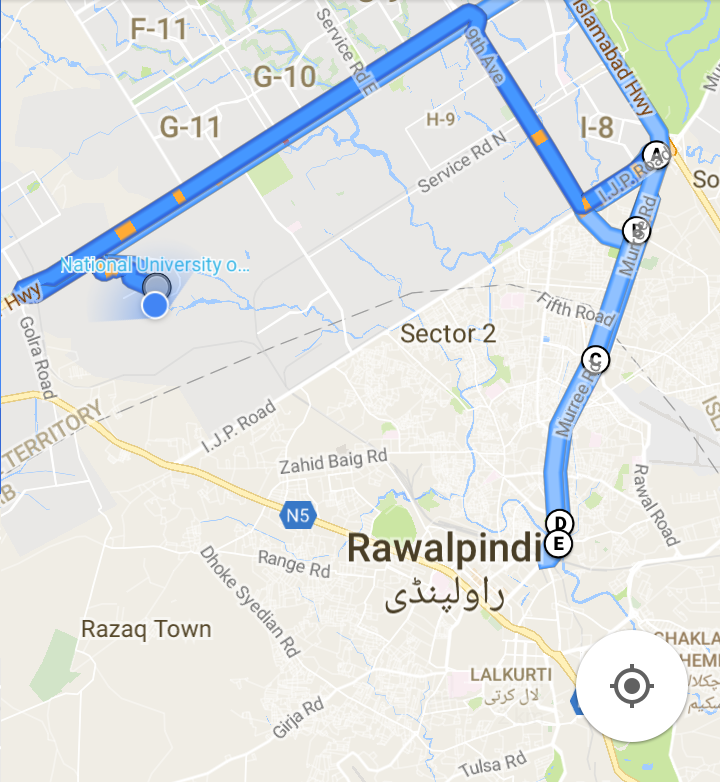 F-11
Service Rd E
9th Ave
Islamabad Hwy
G-10
G-11
H-9
I-8
Service Rd N
A
I.J.P. Road
So
National University o...
B
Murree Rd
Hwy
Golra Road
Fifth Road
Sector 2
C
Murree Rd
TERRITORY
I.J.P. Road
Zahid Baig Rd
Rawal Road
N5
D
E
Rawalpindi
راولپنڈی
Range Rd
Dhoke Syedian Rd
Razaq Town
CHAKLA
HEM
LALKURTI
لال کرتی
Girja Rd
Tulsa Rd